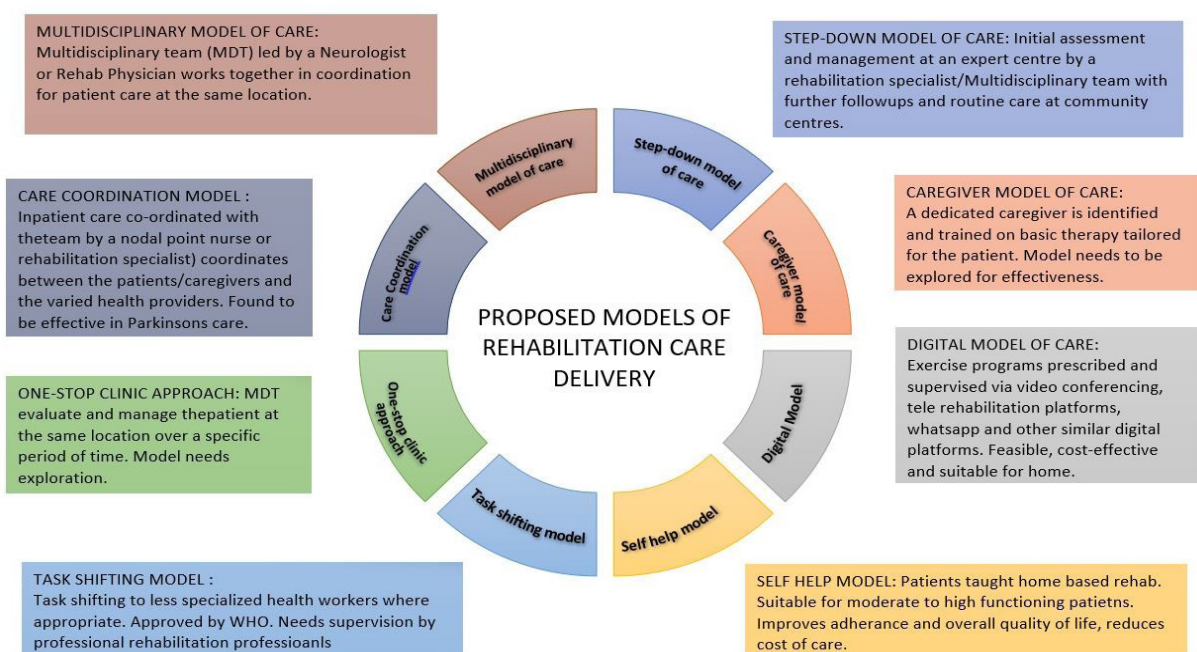 MULTIDISCIPLINARY MODEL OF CARE:
Multidisciplinary team (MDT) led by a Neurologist
or Rehab Physician works together in coordination
for patient care at the same location.
STEP-DOWN MODEL OF CARE: Initial assessment
and management at an expert centre by a
rehabilitation specialist/Multidisciplinary team with
further followups and routine care at community
centres.
CARE COORDINATION MODEL :
Inpatient care co-ordinated with
theteam by a nodal point nurse or
rehabilitation specialist) coordinates
between the patients/caregivers and
the varied health providers. Found to
be effective in Parkinsons care.
CAREGIVER MODEL OF CARE:
A dedicated caregiver is identified
and trained on basic therapy tailored
for the patient. Model needs to be
explored for effectiveness.
ONE-STOP CLINIC APPROACH: MDT
evaluate and manage thepatient at
the same location over a specific
period of time. Model needs
exploration.
DIGITAL MODEL OF CARE:
Exercise programs prescribed and
supervised via video conferencing,
tele rehabilitation platforms,
whatsapp and other similar digital
platforms. Feasible, cost-effective
and suitable for home.
TASK SHIFTING MODEL :
Task shifting to less specialized health workers where
appropriate. Approved by WHO. Needs supervision by
professional rehabilitation professioanls
SELF HELP MODEL: Patients taught home based rehab.
Suitable for moderate to high functioning patietns.
Improves adherance and overall quality of life, reduces
cost of care.
PROPOSED MODELS OF
REHABILITATION CARE
DELIVERY
Multidisciplinary
model of care
Step-down model
of care
Caregiver model
of care
Digital Model
Self help model
Task shifting model
One-stop clinic
approach
Care Coordination
model